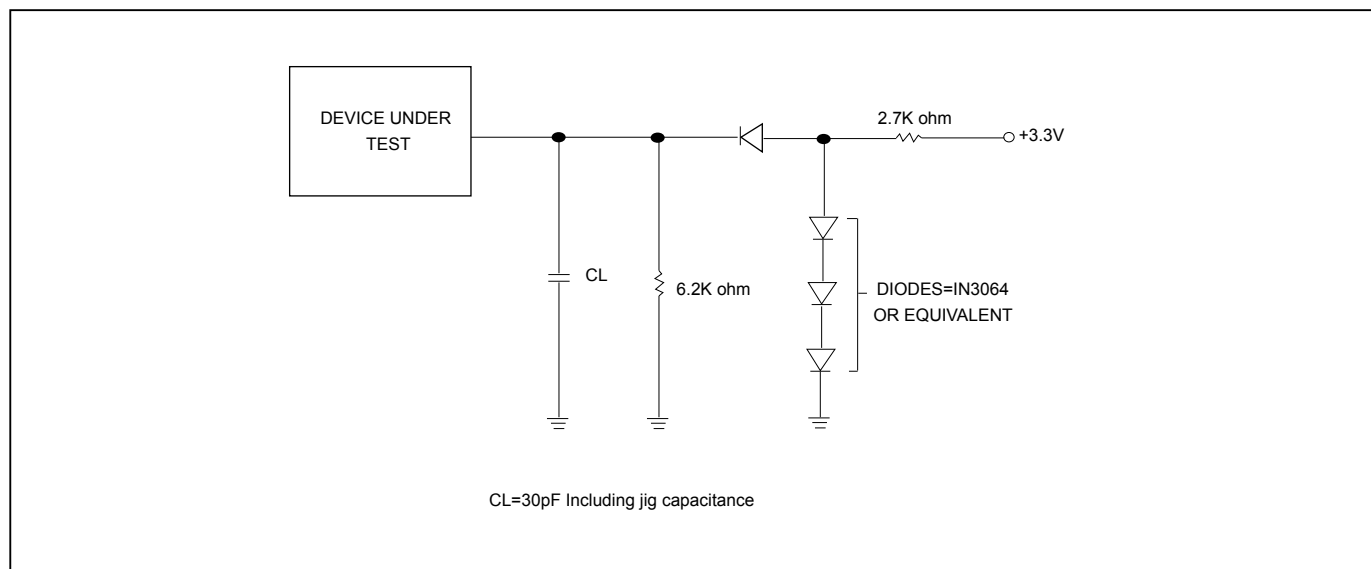 DEVICE UNDER
TEST
2.7K ohm
+3.3V
CL
6.2K ohm
DIODES=IN3064
OR EQUIVALENT
CL=30pF Including jig capacitance